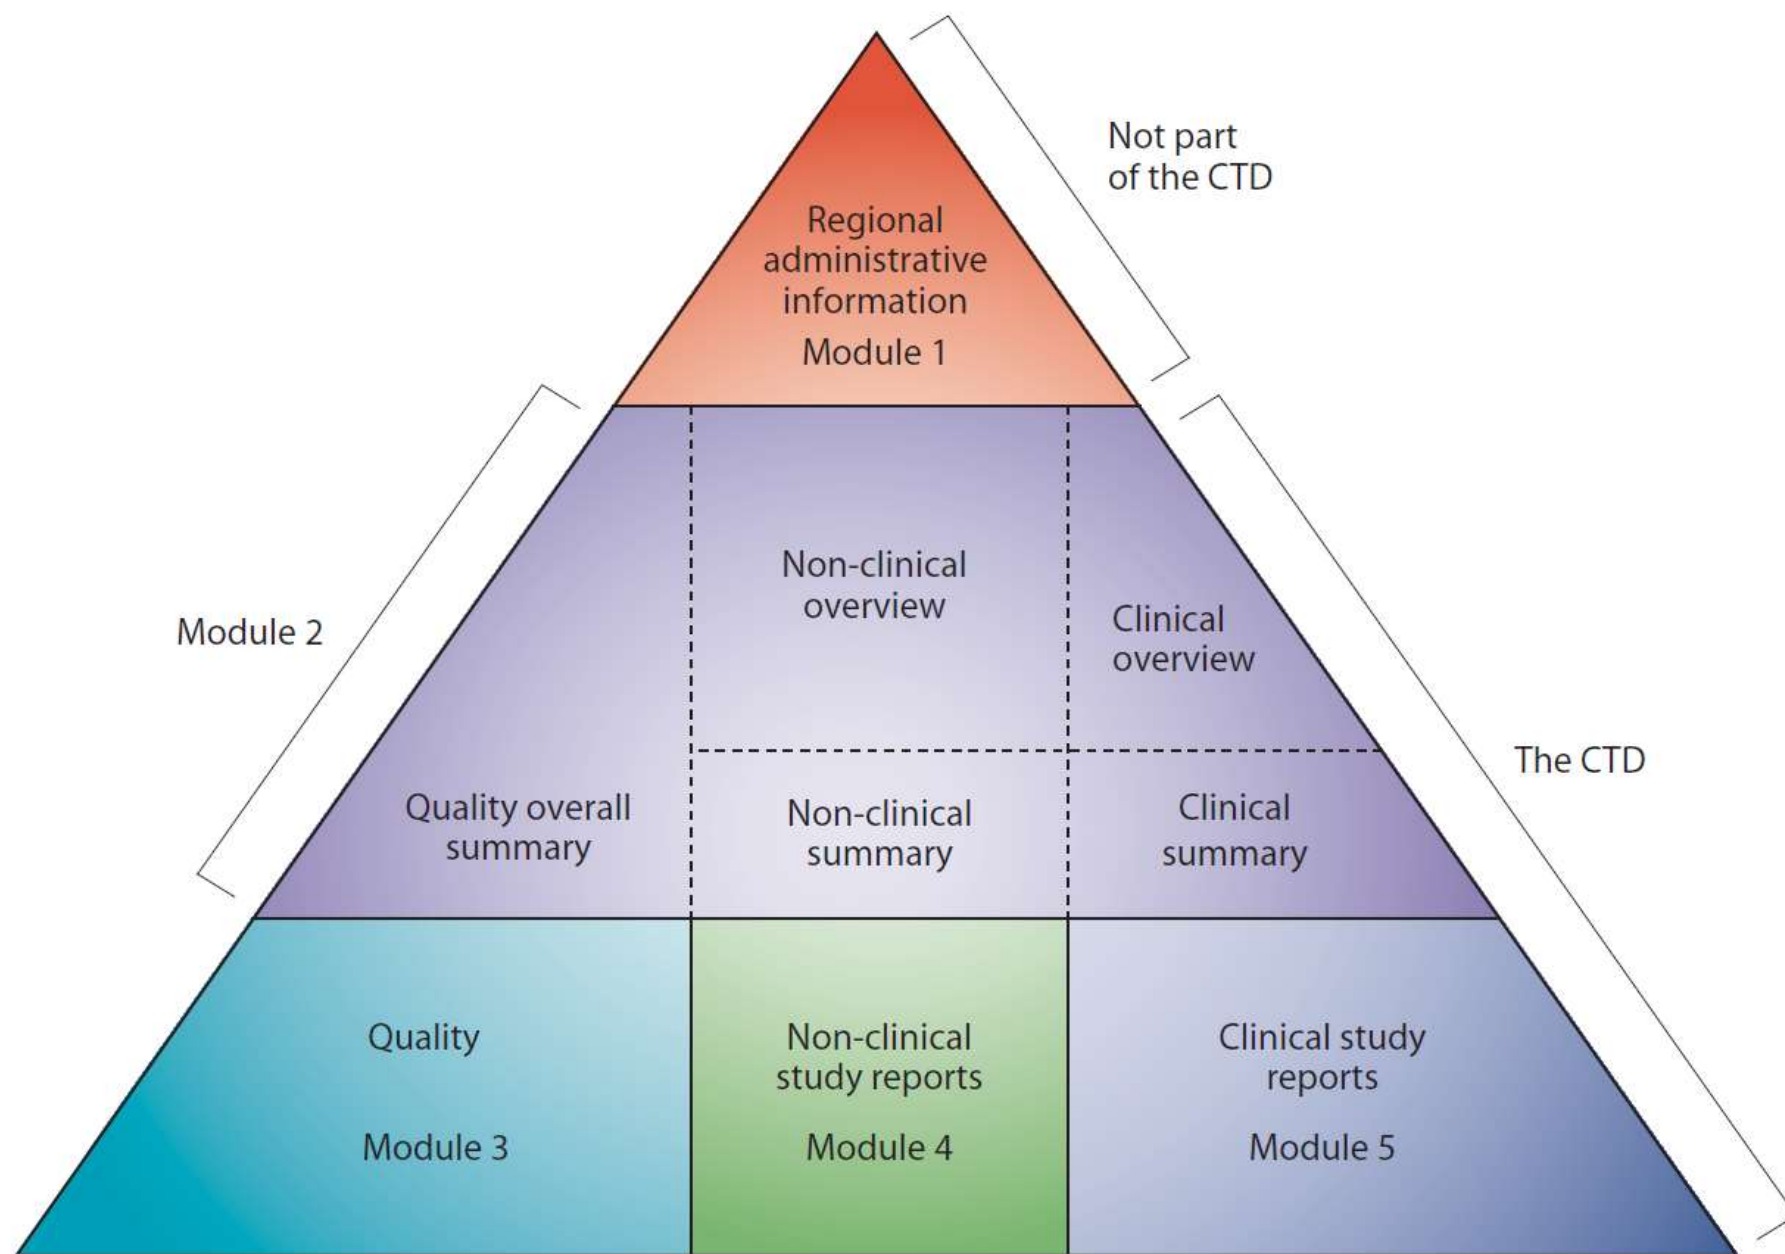 Not part
of the CTD
Regional
administrative
information
Module 1
Module 2
Non-clinical
overview
Clinical
overview
The CTD
Quality overall
summary
Non-clinical
summary
Clinical
summary
Quality
Module 3
Non-clinical
study reports
Module 4
Clinical study
reports
Module 5